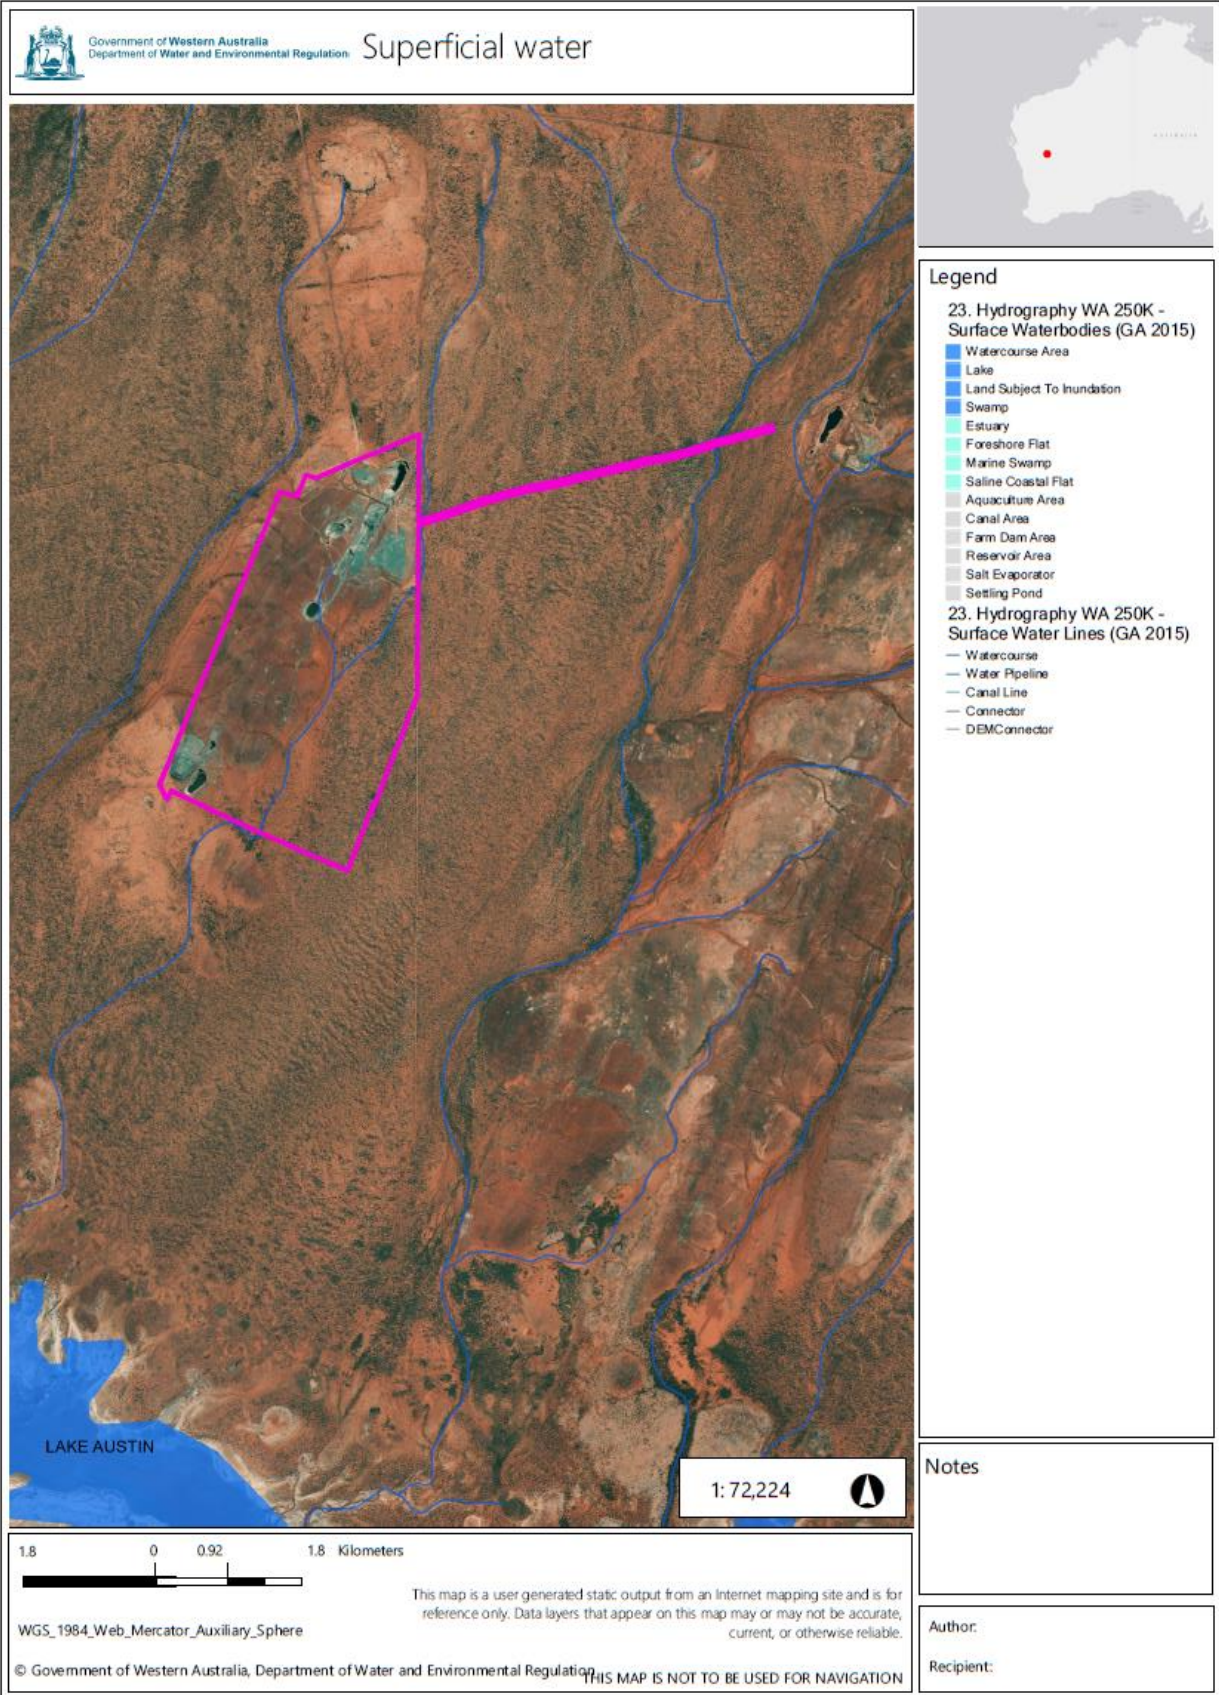 Government of Western Australia
Department of Water and Environmental Regulation
Superficial water
Legend
23. Hydrography WA 250K -
Surface Waterbodies (GA 2015)
Watercourse Area
Lake
Land Subject To Inundation
Swamp
Estuary
Foreshore Flat
Marine Swamp
Saline Coastal Flat
Aquaculture Area
Canal Area
Farm Dam Area
Reservoir Area
Salt Evaporator
Settling Pond
23. Hydrography WA 250K -
Surface Water Lines (GA 2015)
Watercourse
Water Pipeline
Canal Line
Connector
DEMConnector
LAKE AUSTIN
1: 72,224
Notes
1.8 0 0.92 1.8 Kilometers
This map is a user generated static output from an Internet mapping site and is for
reference only. Data layers that appear on this map may or may not be accurate,
current, or otherwise reliable.
WGS_1984_Web_Mercator_Auxiliary_Sphere
© Government of Western Australia, Department of Water and Environmental Regulation
THIS MAP IS NOT TO BE USED FOR NAVIGATION
Author:
Recipient: